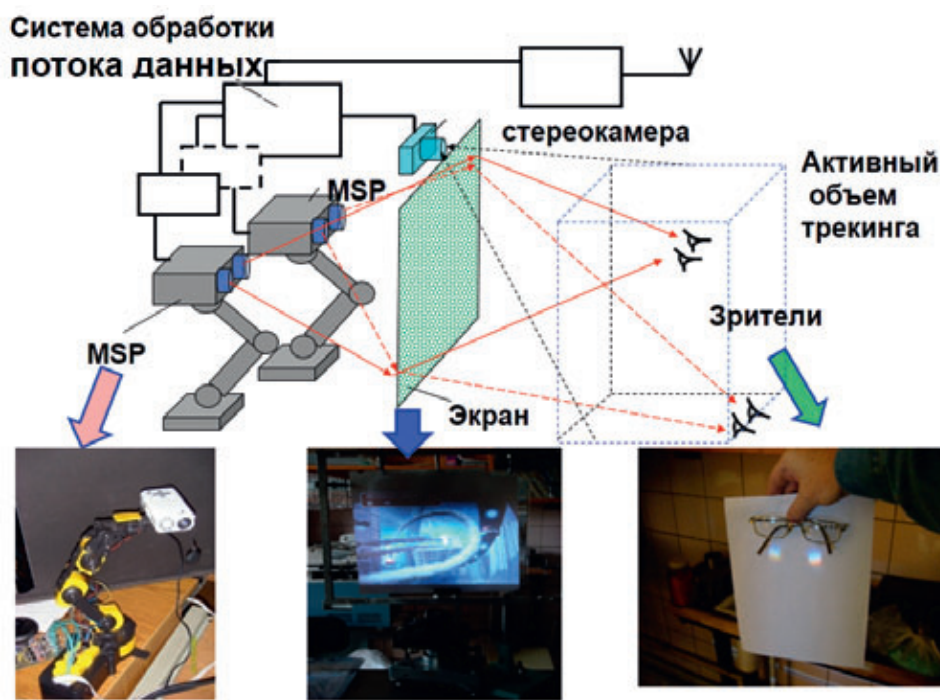 Система обработки
потока данных
стереокамера
Активный
объем
трекинга
MSP
Зрители
MSP
Экран